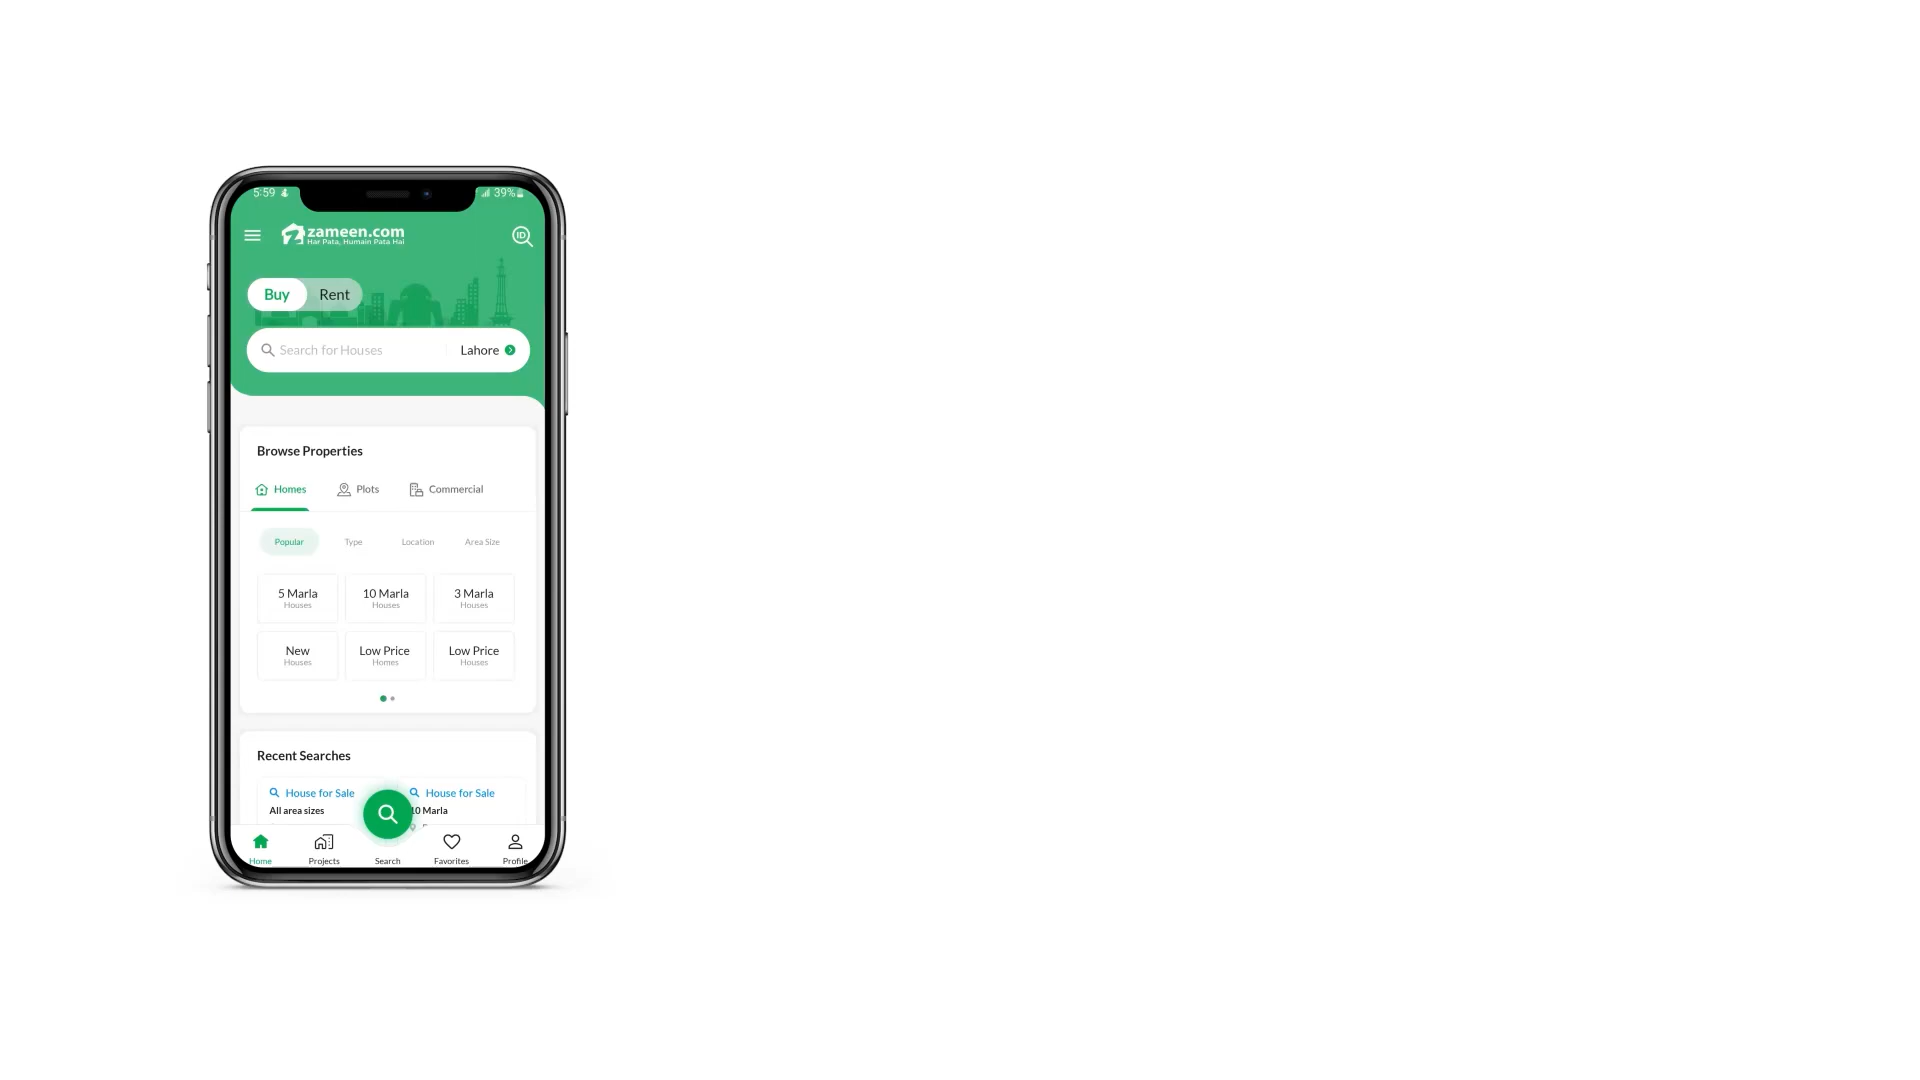 5:59
39%
zameen.com
Har Pata, Humain Pata Hai
ID
Buy Rent
Search for Houses Lahore
Browse Properties
Homes Plots Commercial
Popular Type Location Area Size
5 Marla 10 Marla 3 Marla
Houses Houses Houses
New Low Price Low Price
Houses Homes Houses
Recent Searches
House for Sale House for Sale
All area sizes 10 Marla
Home Projects Search Favorites Profile